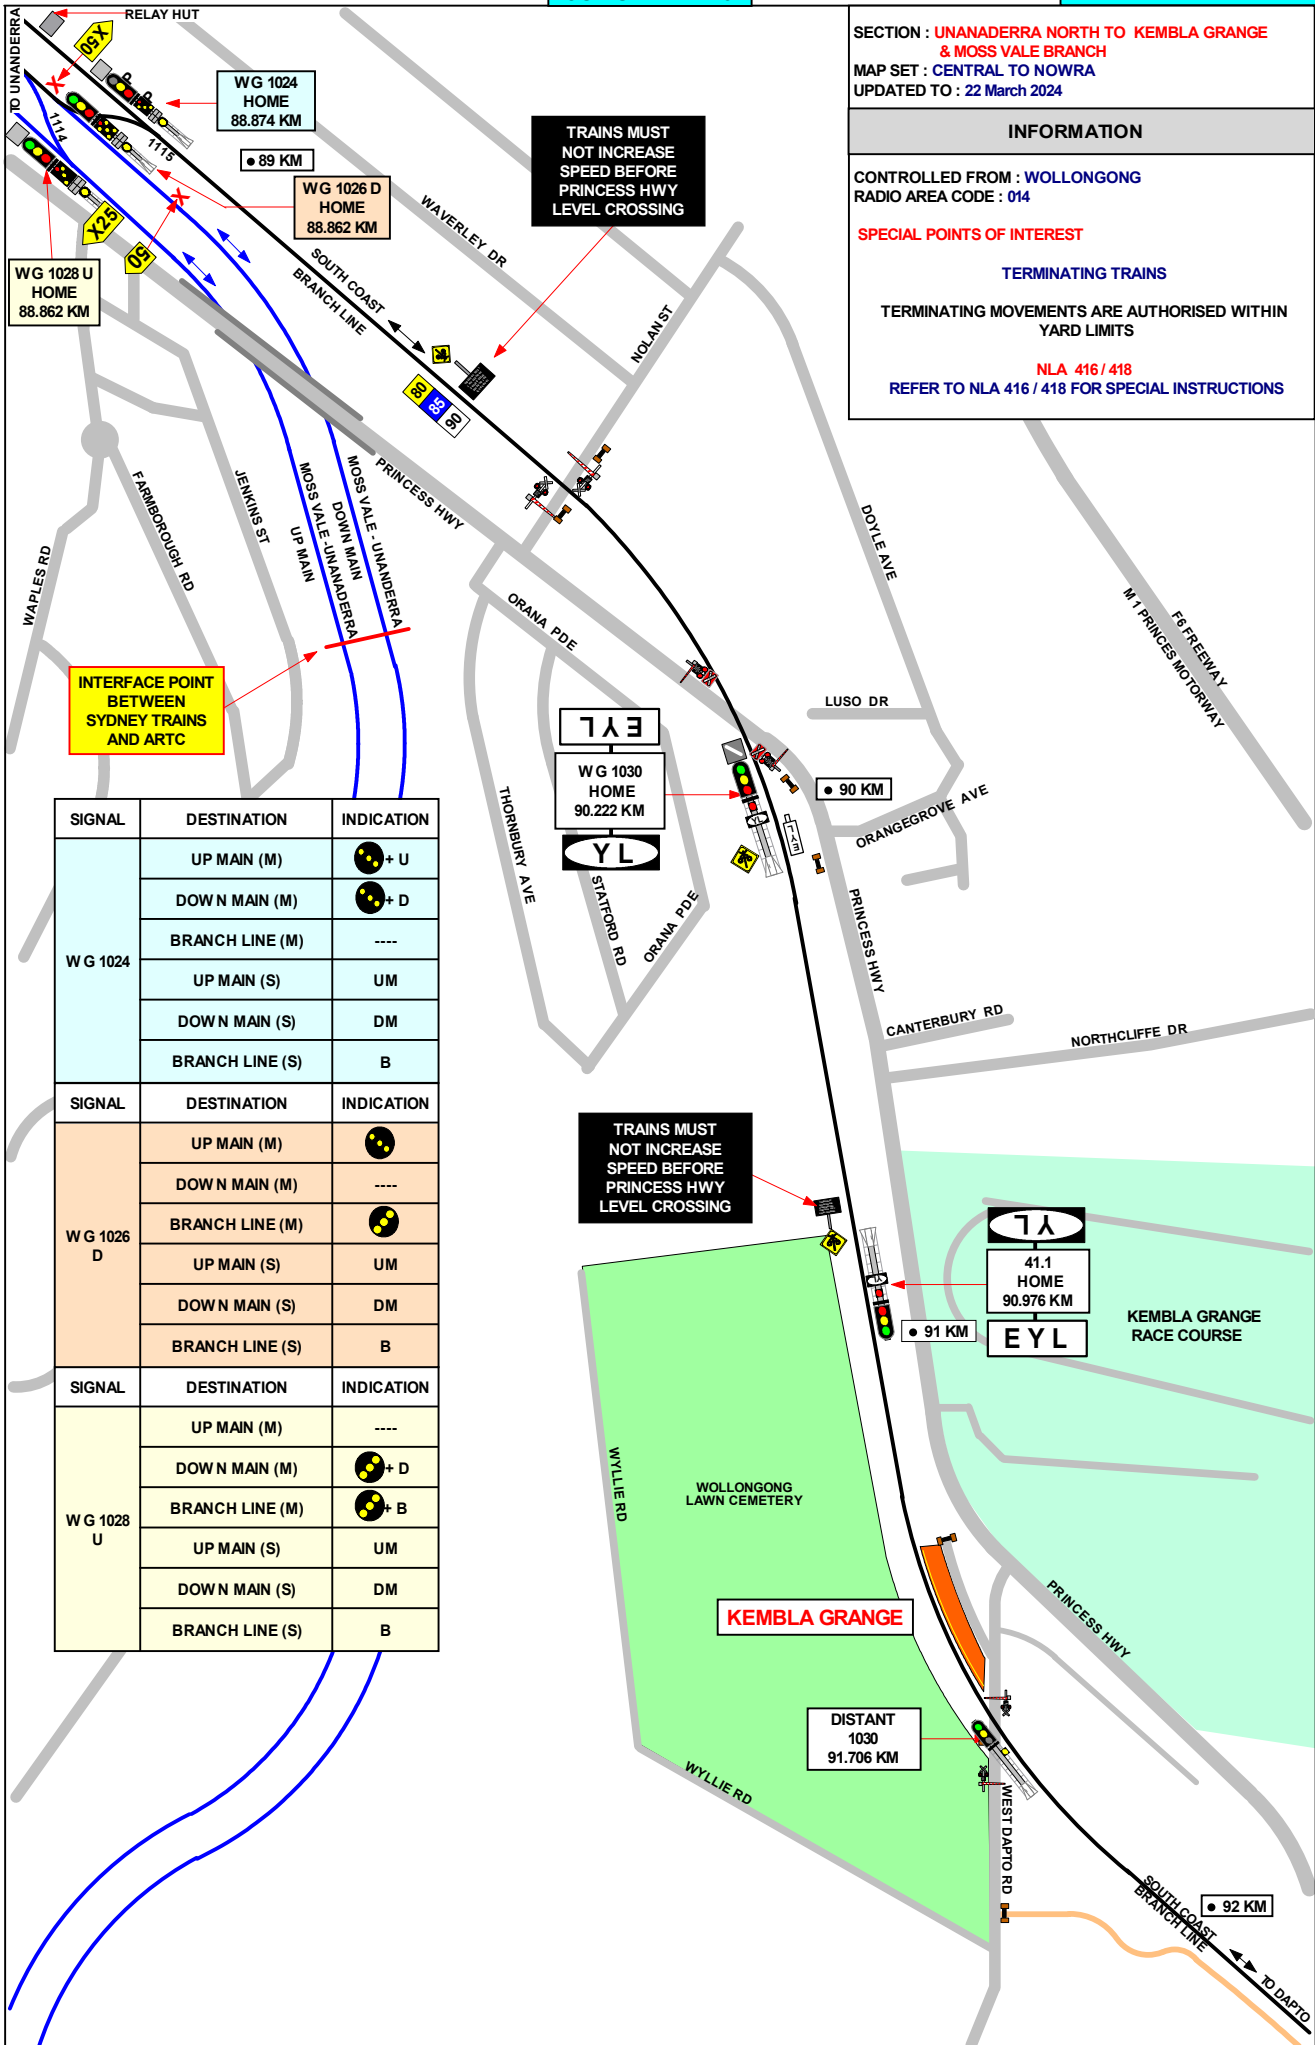 SECTION : UNANADERRA NORTH TO KEMBLA GRANGE
& MOSS VALE BRANCH
MAP SET : CENTRAL TO NOWRA
UPDATED TO : 22 March 2024
INFORMATION
CONTROLLED FROM : WOLLONGONG
RADIO AREA CODE : 014
SPECIAL POINTS OF INTEREST
TERMINATING TRAINS
TERMINATING MOVEMENTS ARE AUTHORISED WITHIN
YARD LIMITS
NLA 416 / 418
REFER TO NLA 416 / 418 FOR SPECIAL INSTRUCTIONS
TO UNANDERRA
RELAY HUT
X50
P
P
WG 1024
HOME
88.874 KM
1114
1115
89 KM
WG 1026 D
HOME
88.862 KM
X25
50
WG 1028 U
HOME
88.862 KM
TRAINS MUST
NOT INCREASE
SPEED BEFORE
PRINCESS HWY
LEVEL CROSSING
WAVERLEY DR
SOUTH COAST
BRANCH LINE
NOLAN ST
80
85
90
PRINCESS HWY
MOSS VALE - UNANDERRA
DOWN MAIN
MOSS VALE -UNANADERRA
UP MAIN
JENKINS ST
FARMBOROUGH RD
WAPLES RD
DOYLE AVE
F6 FREEWAY
M 1 PRINCES MOTORWAY
ORANA PDE
INTERFACE POINT
BETWEEN
SYDNEY TRAINS
AND ARTC
LUSO DR
EYL
WG 1030
HOME
90.222 KM
YL
YL
EYL
90 KM
ORANGEGROVE AVE
THORNBURY AVE
STATFORD RD
ORANA PDE
PRINCESS HWY
CANTERBURY RD
NORTHCLIFFE DR
SIGNAL DESTINATION INDICATION
WG 1024
UP MAIN (M) + U
DOWN MAIN (M) + D
BRANCH LINE (M) ----
UP MAIN (S) UM
DOWN MAIN (S) DM
BRANCH LINE (S) B
SIGNAL DESTINATION INDICATION
WG 1026
D
UP MAIN (M)
DOWN MAIN (M) ----
BRANCH LINE (M)
UP MAIN (S) UM
DOWN MAIN (S) DM
BRANCH LINE (S) B
SIGNAL DESTINATION INDICATION
WG 1028
U
UP MAIN (M) ----
DOWN MAIN (M) + D
BRANCH LINE (M) + B
UP MAIN (S) UM
DOWN MAIN (S) DM
BRANCH LINE (S) B
TRAINS MUST
NOT INCREASE
SPEED BEFORE
PRINCESS HWY
LEVEL CROSSING
YL
41.1
HOME
90.976 KM
EYL
91 KM
KEMBLA GRANGE
RACE COURSE
WYLLIE RD
WOLLONGONG
LAWN CEMETERY
KEMBLA GRANGE
PRINCESS HWY
DISTANT
1030
91.706 KM
WYLLIE RD
WEST DAPTO RD
SOUTH COAST
BRANCH LINE
92 KM
TO DAPTO